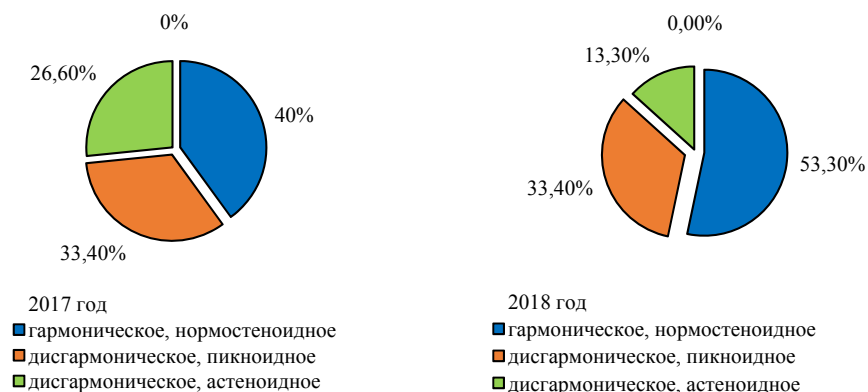 0%
26,60%
40%
33,40%
2017 год
гармоническое, нормостеноидное
дисгармоническое, пикноидное
дисгармоническое, астеноидное
0,00%
13,30%
33,40%
53,30%
2018 год
гармоническое, нормостеноидное
дисгармоническое, пикноидное
дисгармоническое, астеноидное